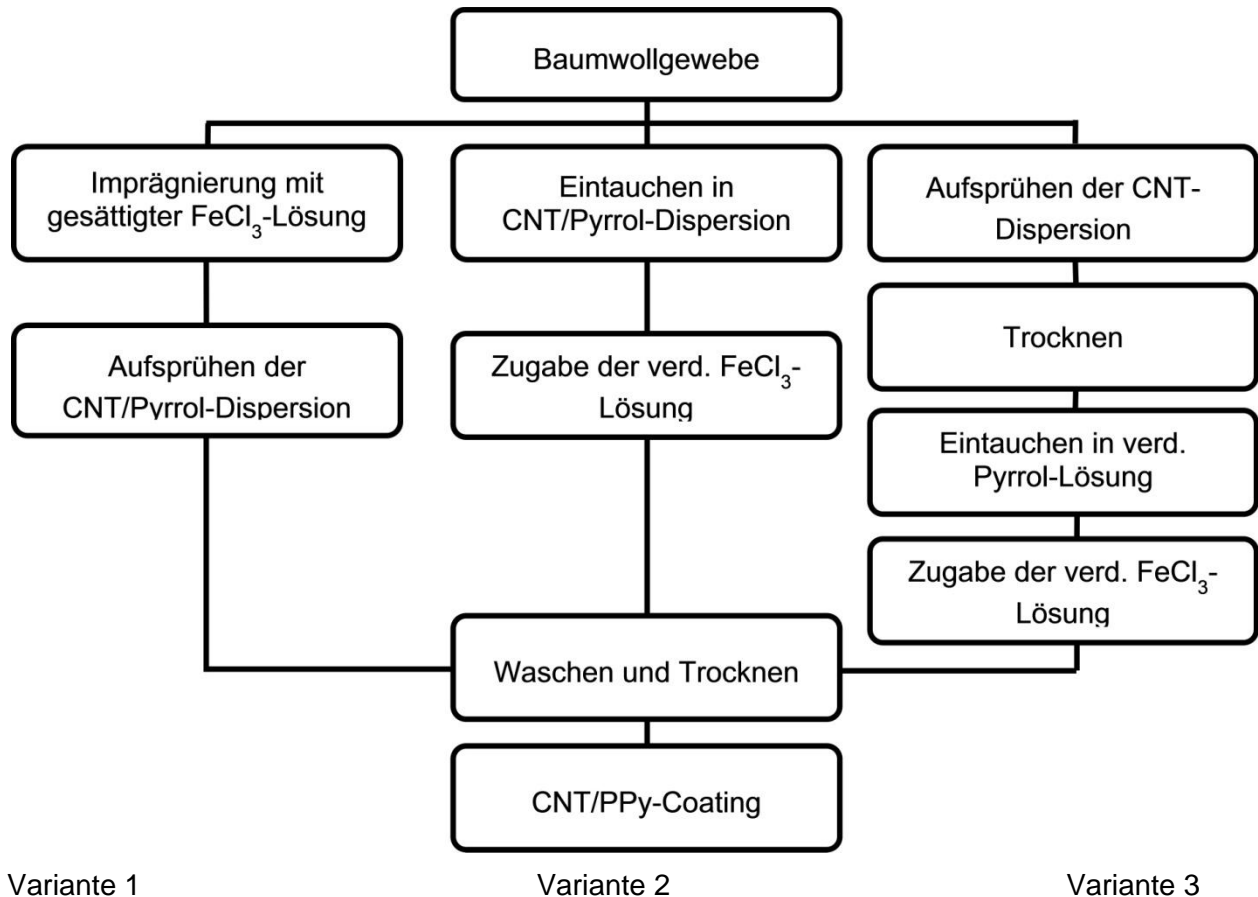 Baumwollgewebe
Imprägnierung mit
gesättigter FeCl₃-Lösung
Aufsprühen der
CNT/Pyrrol-Dispersion
Eintauchen in
CNT/Pyrrol-Dispersion
Zugabe der verd. FeCl₃-
Lösung
Aufsprühen der CNT-
Dispersion
Trocknen
Eintauchen in verd.
Pyrrol-Lösung
Zugabe der verd. FeCl₃-
Lösung
Waschen und Trocknen
CNT/PPy-Coating
Variante 1
Variante 2
Variante 3